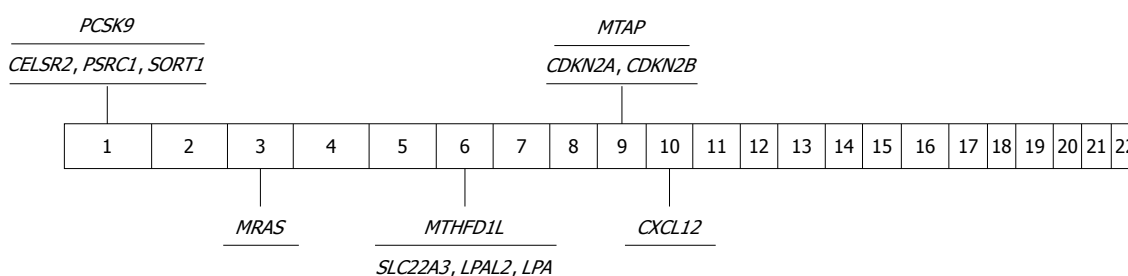 PCSK9
MTAP
CELSR2, PSRC1, SORT1
CDKN2A, CDKN2B
1 2 3 4 5 6 7 8 9 10 11 12 13 14 15 16 17 18 19 20 21 22
MRAS
MTHFD1L
CXCL12
SLC22A3, LPAL2, LPA